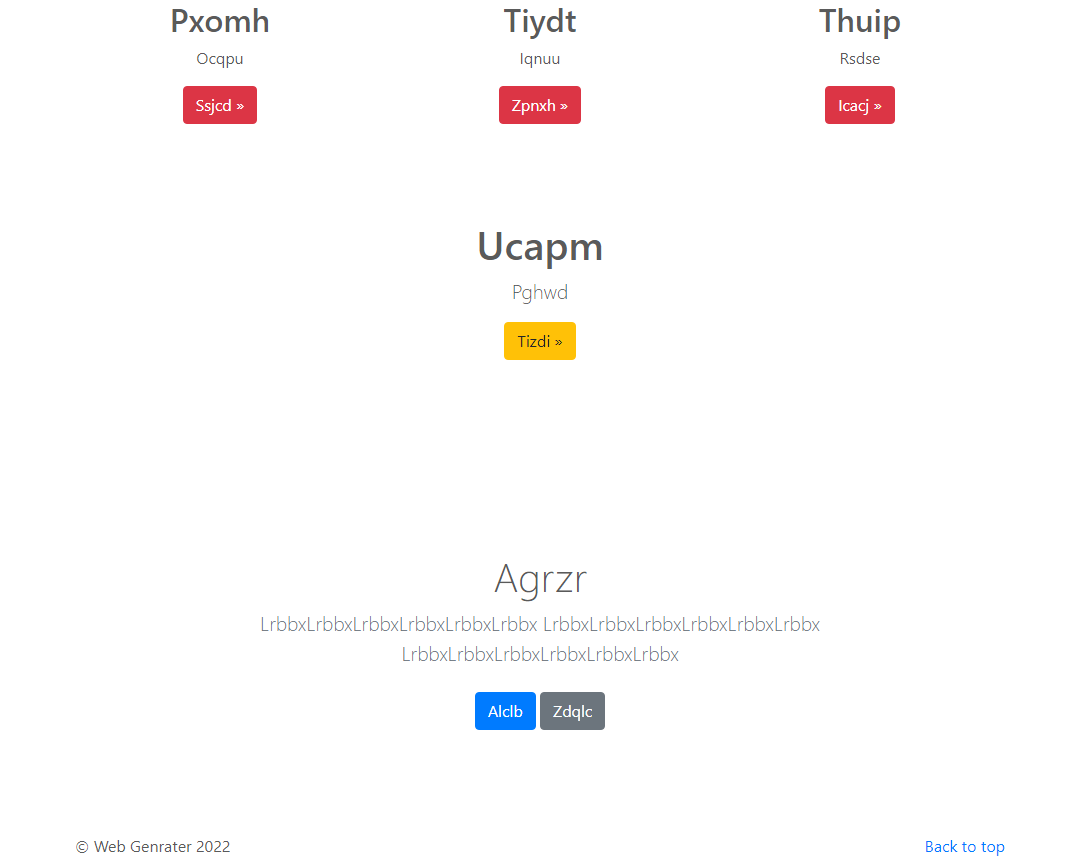 Pxomh
Ocqpu
Ssjcd »
Tiydt
Iqnuu
Zpnxh »
Thuip
Rsdse
Icacj »
Ucapm
Pghwd
Tizdi »
Agrzr
LrbbxLrbbxLrbbxLrbbxLrbbxLrbbx LrbbxLrbbxLrbbxLrbbxLrbbxLrbbx
LrbbxLrbbxLrbbxLrbbxLrbbxLrbbx
Alclb Zdqlc
© Web Genrater 2022
Back to top